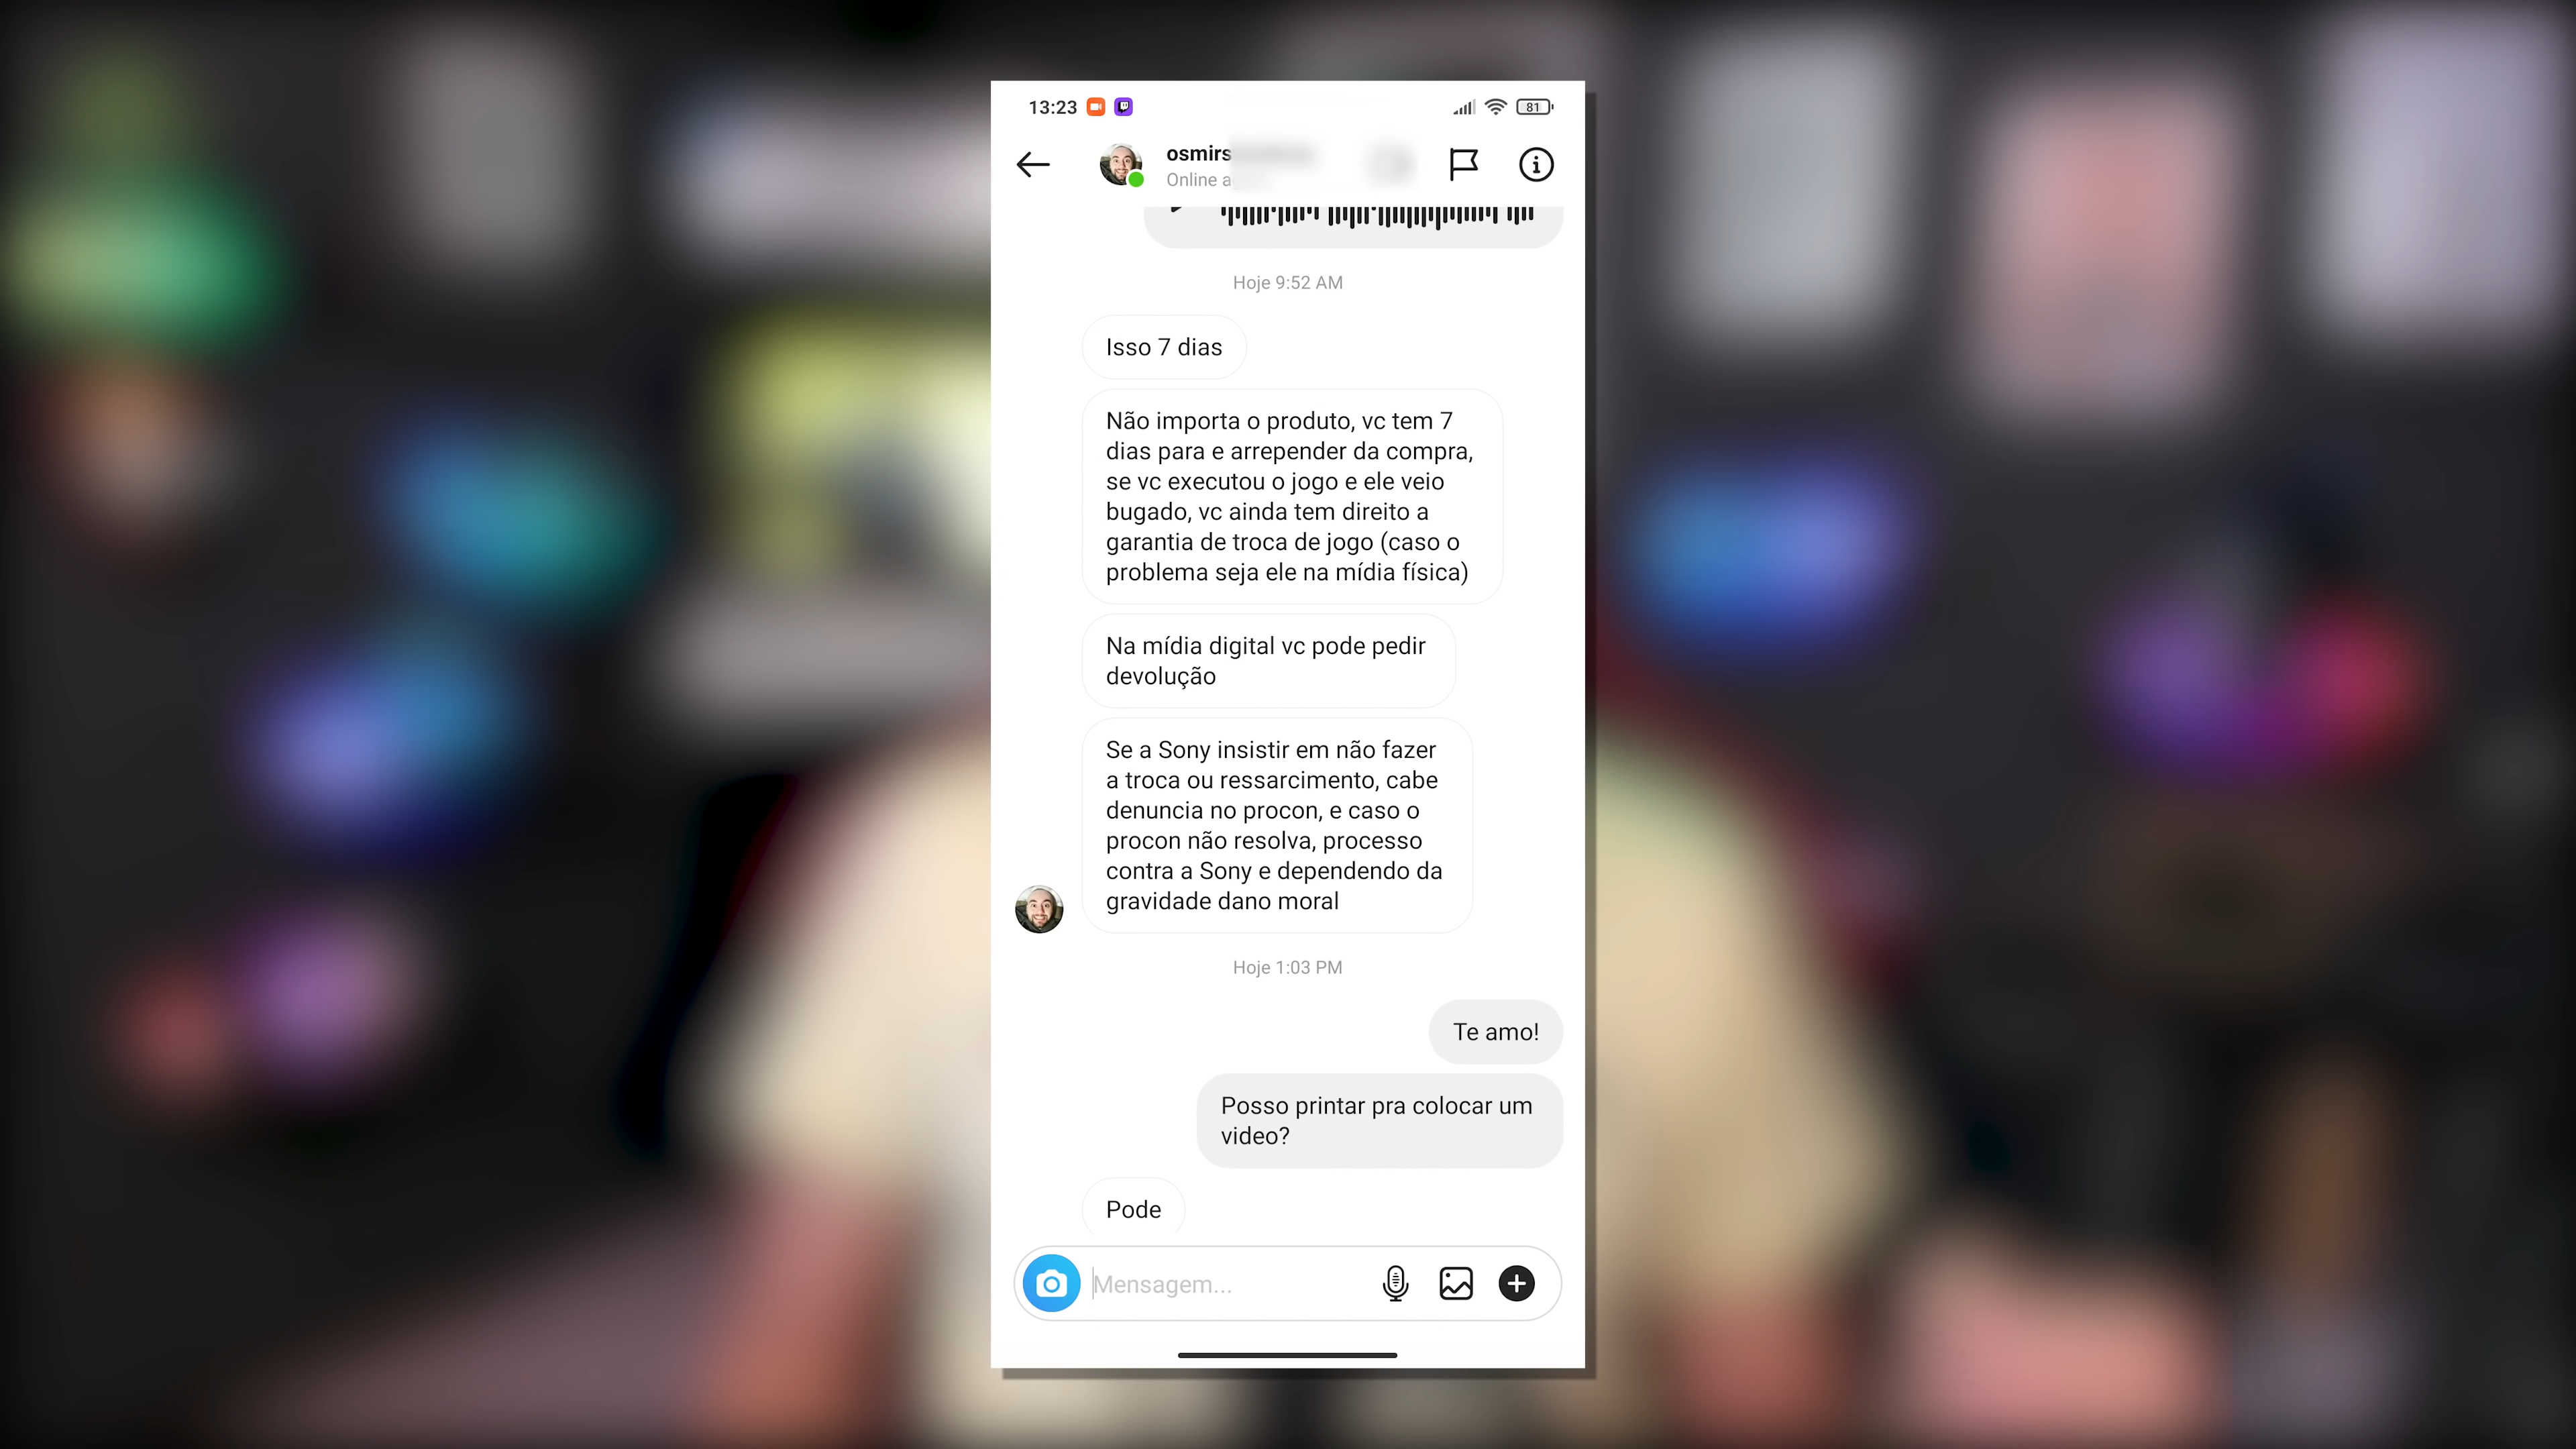 13:23
81
osmirs
Online a
Hoje 9:52 AM
Isso 7 dias
Não importa o produto, vc tem 7
dias para e arrepender da compra,
se vc executou o jogo e ele veio
bugado, vc ainda tem direito a
garantia de troca de jogo (caso o
problema seja ele na mídia física)
Na mídia digital vc pode pedir
devolução
Se a Sony insistir em não fazer
a troca ou ressarcimento, cabe
denuncia no procon, e caso o
procon não resolva, processo
contra a Sony e dependendo da
gravidade dano moral
Hoje 1:03 PM
Te amo!
Posso printar pra colocar um
video?
Pode
Mensagem...